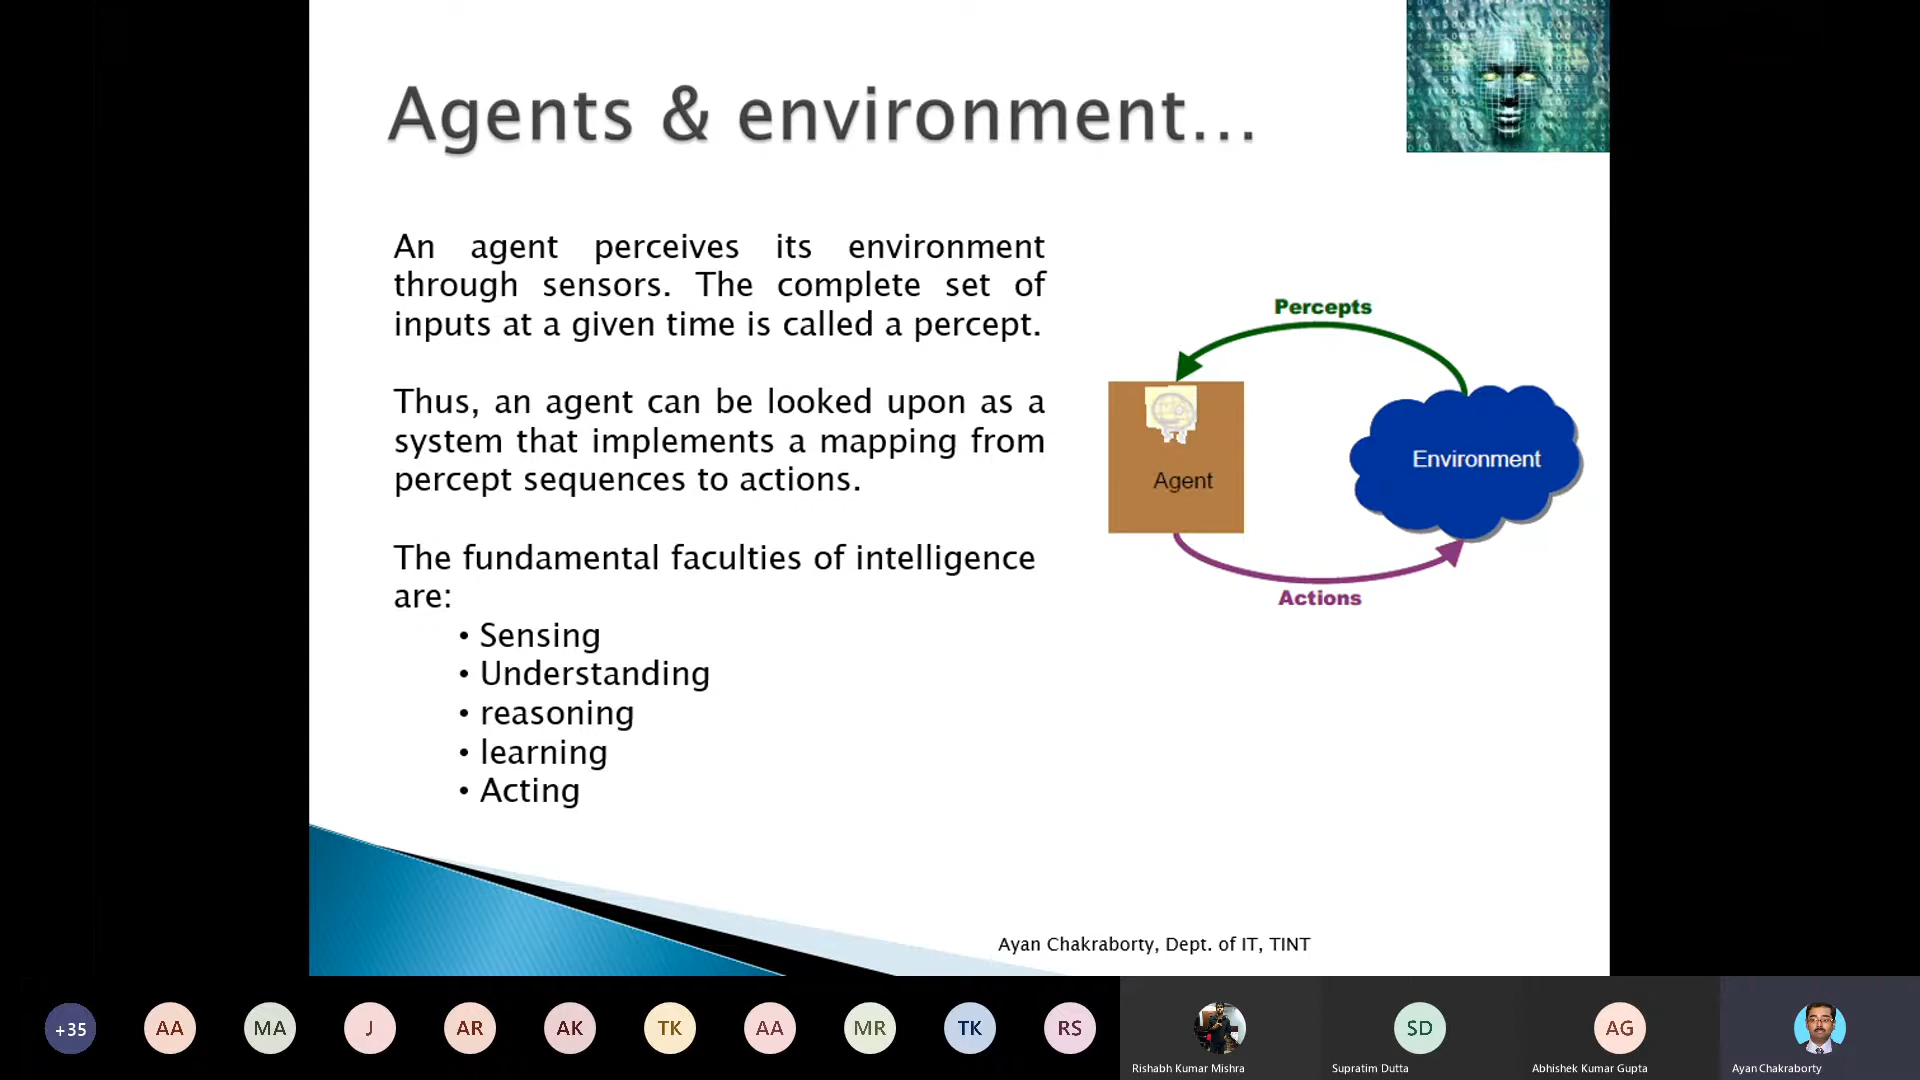 Agents & environment...
An agent perceives its environment
through sensors. The complete set of
inputs at a given time is called a percept.
Thus, an agent can be looked upon as a
system that implements a mapping from
percept sequences to actions.
The fundamental faculties of intelligence
are:
• Sensing
• Understanding
• reasoning
• learning
• Acting
Percepts
Agent
Environment
Actions
Ayan Chakraborty, Dept. of IT, TINT
+35
AA
MA
J
AR
AK
TK
AA
MR
TK
RS
SD
AG
Rishabh Kumar Mishra
Supratim Dutta
Abhishek Kumar Gupta
Ayan Chakraborty